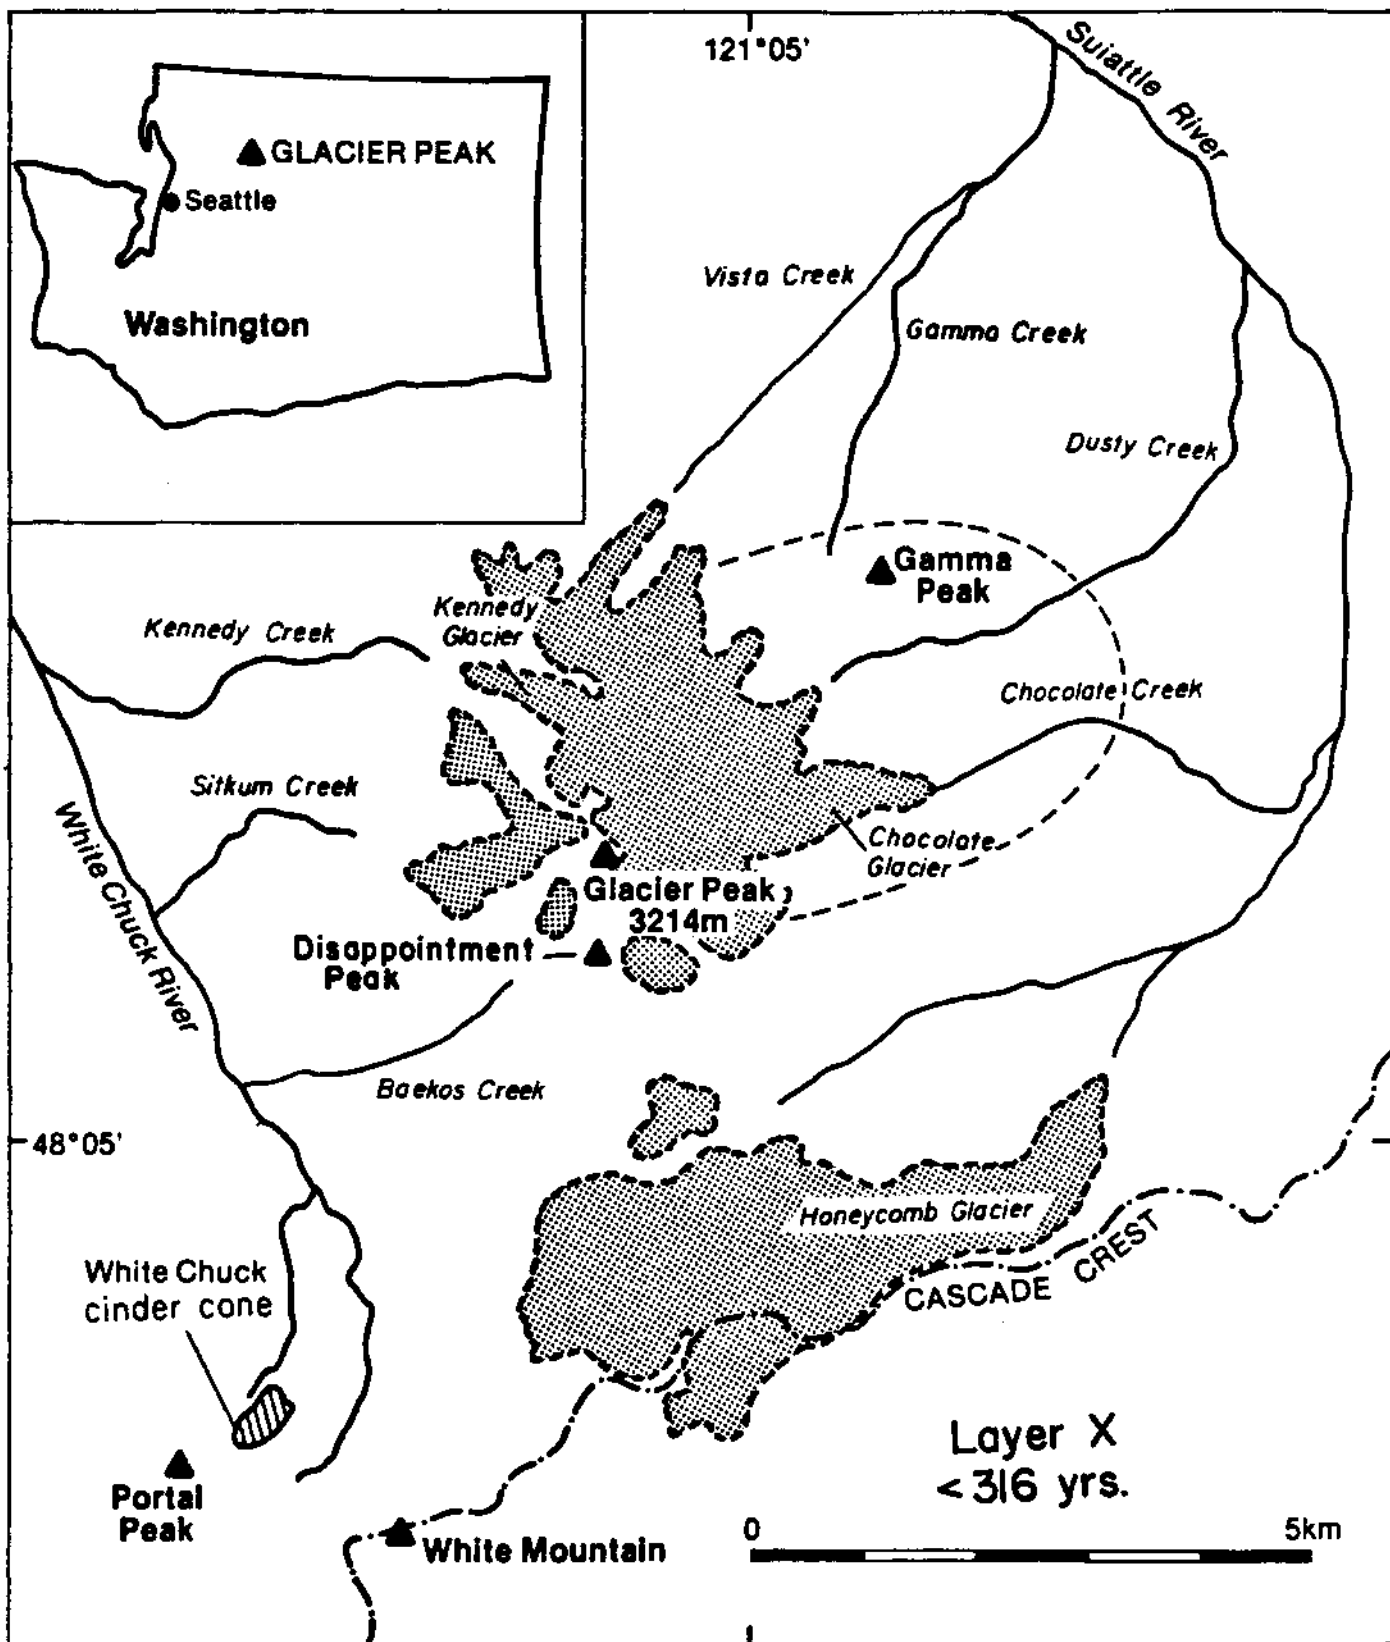 121°05'
Suiattle River
GLACIER PEAK
Seattle
Washington
Vista Creek
Gamma Creek
Dusty Creek
Gamma
Peak
Kennedy
Glacier
Kennedy Creek
Chocolate Creek
Sitkum Creek
White Chuck River
Chocolate
Glacier
Glacier Peak
3214m
Disappointment
Peak
Baekos Creek
48°05'
Honeycomb Glacier
CASCADE CREST
White Chuck
cinder cone
Layer X
<316 yrs.
Portal
Peak
White Mountain
0 5km